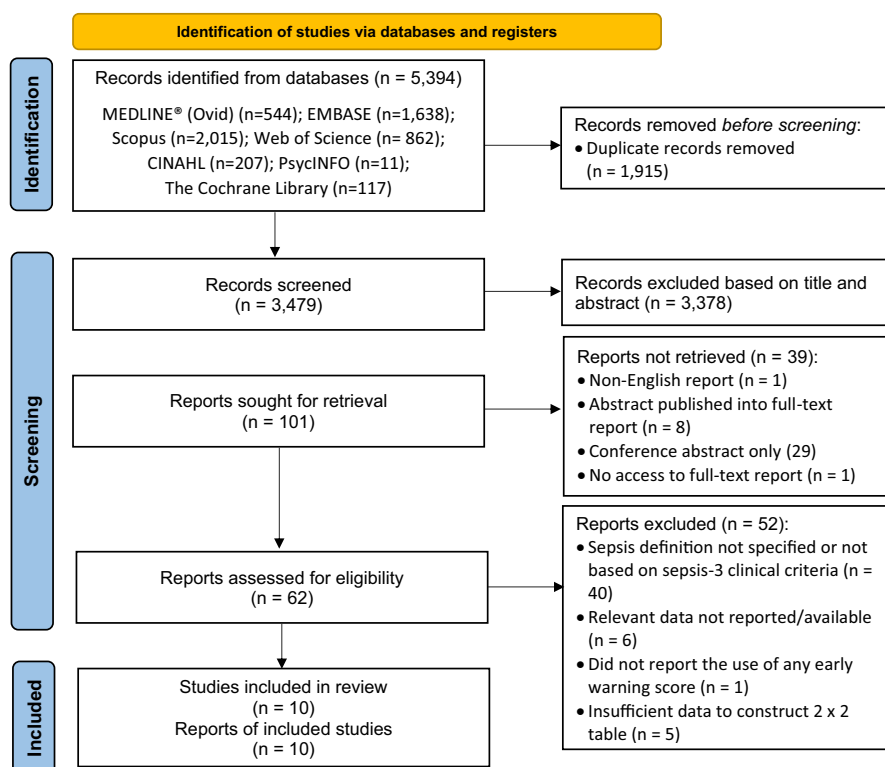 Identification of studies via databases and registers
Identification
Records identified from databases (n = 5,394)
MEDLINE® (Ovid) (n=544); EMBASE (n=1,638);
Scopus (n=2,015); Web of Science (n= 862);
CINAHL (n=207); PsycINFO (n=11);
The Cochrane Library (n=117)
Records removed before screening:
• Duplicate records removed
(n = 1,915)
Screening
Records screened
(n = 3,479)
Records excluded based on title and
abstract (n = 3,378)
Reports sought for retrieval
(n = 101)
Reports not retrieved (n = 39):
• Non-English report (n = 1)
• Abstract published into full-text
report (n = 8)
• Conference abstract only (29)
• No access to full-text report (n = 1)
Reports assessed for eligibility
(n = 62)
Reports excluded (n = 52):
• Sepsis definition not specified or not
based on sepsis-3 clinical criteria (n =
40)
• Relevant data not reported/available
(n = 6)
• Did not report the use of any early
warning score (n = 1)
• Insufficient data to construct 2 x 2
table (n = 5)
Included
Studies included in review
(n = 10)
Reports of included studies
(n = 10)